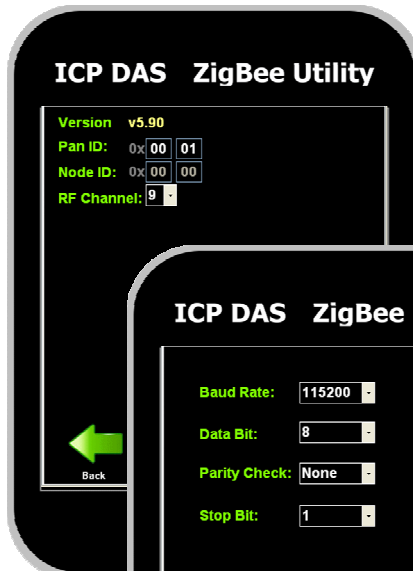 ICP DAS ZigBee Utility
Version v5.90
Pan ID: 0x 00 01
Node ID: 0x 00 00
RF Channel: 9
Back
ICP DAS ZigBee
Baud Rate: 115200
Data Bit: 8
Parity Check: None
Stop Bit: 1